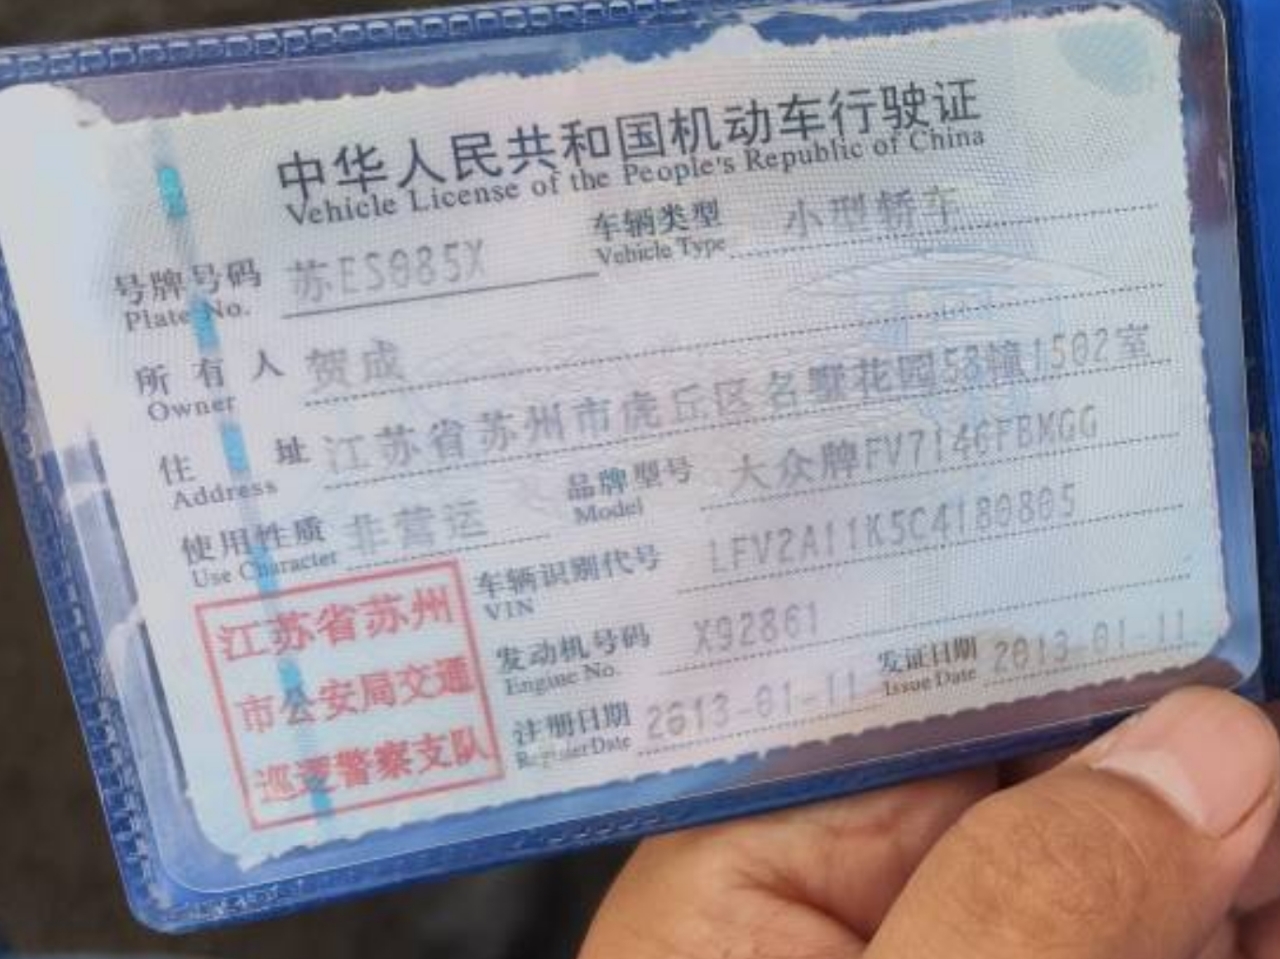 中华人民共和国机动车行驶证
Vehicle License of the People's Republic of China
号牌号码 苏ES085X 车辆类型 小型轿车
Plate No. Vehicle Type
所有人 贺成
Owner
住址 江苏省苏州市虎丘区名墅花园58幢1502室
Address
使用性质 非营运 品牌型号 大众牌FV7146FBMGG
Use Character Model
车辆识别代号 LFV2A11K5C4180805
VIN
发动机号码 X92861
Engine No.
注册日期 2013-01-11 发证日期 2013-01-11
Register Date Issue Date
江苏省苏州
市公安局交通
巡逻警察支队